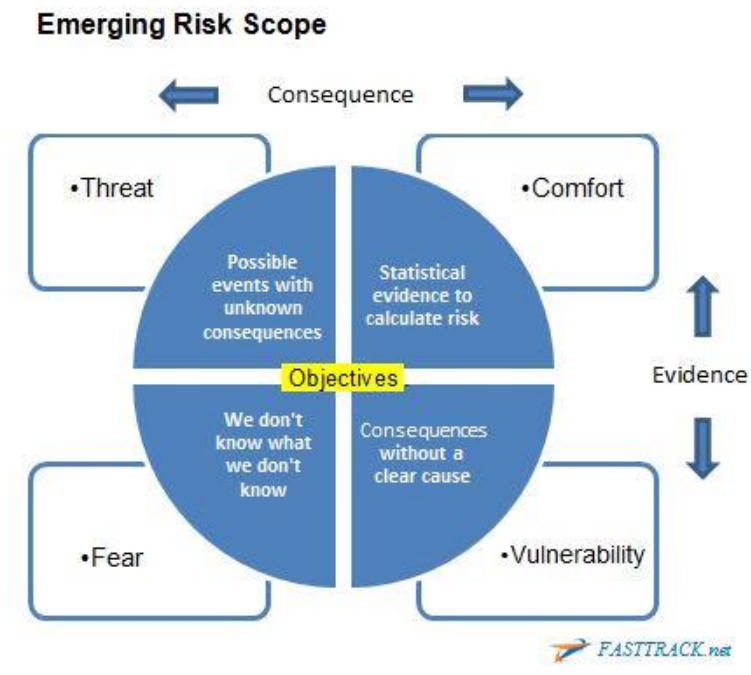 Emerging Risk Scope
Consequence
•Threat
•Comfort
Possible
events with
unknown
consequences
Statistical
evidence to
calculate risk
Evidence
Objectives
We don't
know what
we don't
know
Consequences
without a
clear cause
•Fear
•Vulnerability
FASTTRACK.net